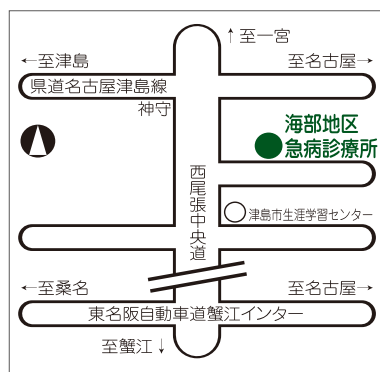 ↑至一宮
←至津島
至名古屋→
県道名古屋津島線
神守
海部地区
急病診療所
西尾張中央道
津島市生涯学習センター
←至桑名
至名古屋→
東名阪自動車道蟹江インター
至蟹江↓